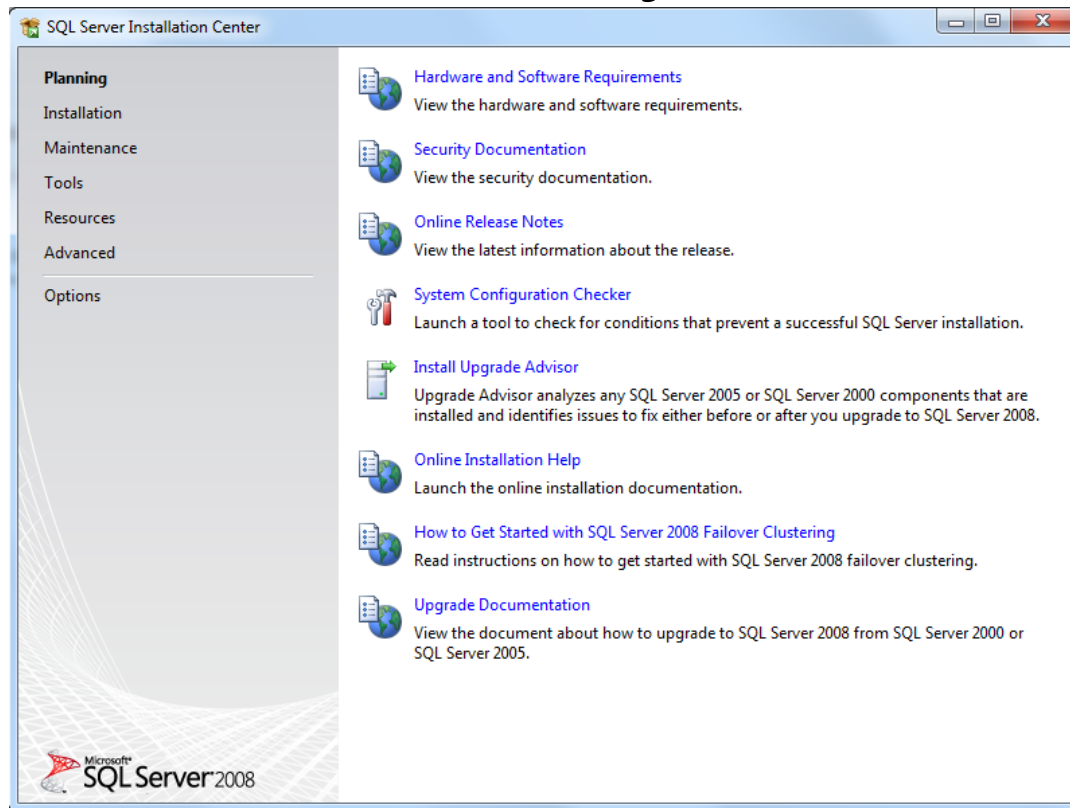 SQL Server Installation Center
Planning
Installation
Maintenance
Tools
Resources
Advanced
Options
Hardware and Software Requirements
View the hardware and software requirements.
Security Documentation
View the security documentation.
Online Release Notes
View the latest information about the release.
System Configuration Checker
Launch a tool to check for conditions that prevent a successful SQL Server installation.
Install Upgrade Advisor
Upgrade Advisor analyzes any SQL Server 2005 or SQL Server 2000 components that are
installed and identifies issues to fix either before or after you upgrade to SQL Server 2008.
Online Installation Help
Launch the online installation documentation.
How to Get Started with SQL Server 2008 Failover Clustering
Read instructions on how to get started with SQL Server 2008 failover clustering.
Upgrade Documentation
View the document about how to upgrade to SQL Server 2008 from SQL Server 2000 or
SQL Server 2005.
Microsoft
SQL Server 2008